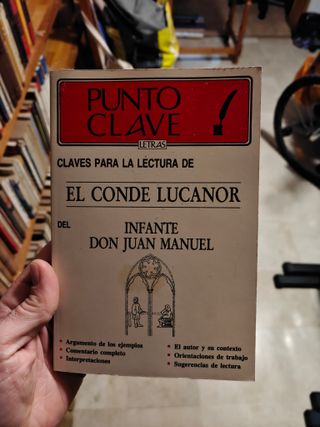 PUNTO
CLAVE
LETRAS
CLAVES PARA LA LECTURA DE
EL CONDE LUCANOR
DEL
INFANTE
DON JUAN MANUEL
• Argumento de los ejemplos
• Comentario completo
• Interpretaciones
• El autor y su contexto
• Orientaciones de trabajo
• Sugerencias de lectura